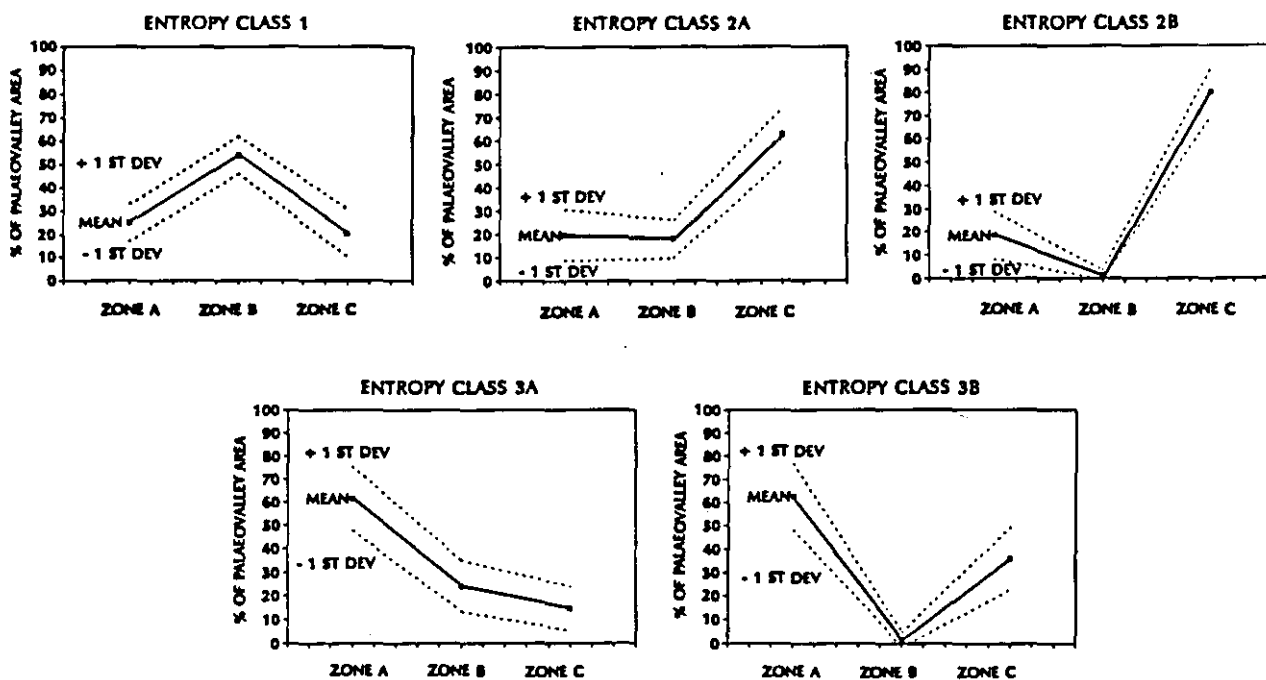 ENTROPY CLASS 1
% OF PALAEOVALLEY AREA
100
90
80
70
60
50
40
30
20
10
0
+ 1 ST DEV
MEAN
- 1 ST DEV
ZONE A ZONE B ZONE C
ENTROPY CLASS 2A
% OF PALAEOVALLEY AREA
100
90
80
70
60
50
40
30
20
10
0
+ 1 ST DEV
MEAN
- 1 ST DEV
ZONE A ZONE B ZONE C
ENTROPY CLASS 2B
% OF PALAEOVALLEY AREA
100
90
80
70
60
50
40
30
20
10
0
+ 1 ST DEV
MEAN
- 1 ST DEV
ZONE A ZONE B ZONE C
ENTROPY CLASS 3A
% OF PALAEOVALLEY AREA
100
90
80
70
60
50
40
30
20
10
0
+ 1 ST DEV
MEAN
- 1 ST DEV
ZONE A ZONE B ZONE C
ENTROPY CLASS 3B
% OF PALAEOVALLEY AREA
100
90
80
70
60
50
40
30
20
10
0
+ 1 ST DEV
MEAN
- 1 ST DEV
ZONE A ZONE B ZONE C